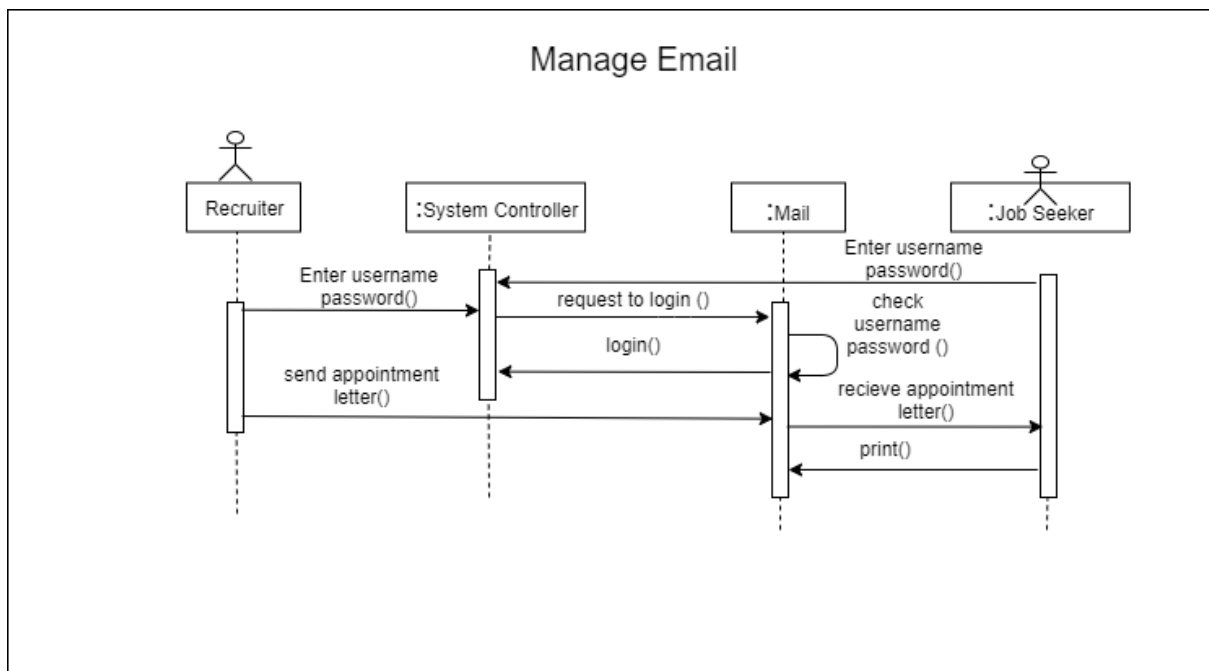 Manage Email
Recruiter
:System Controller
:Mail
:Job Seeker
Enter username
password()
Enter username
password()
request to login ()
check
username
password ()
login()
send appointment
letter()
recieve appointment
letter()
print()